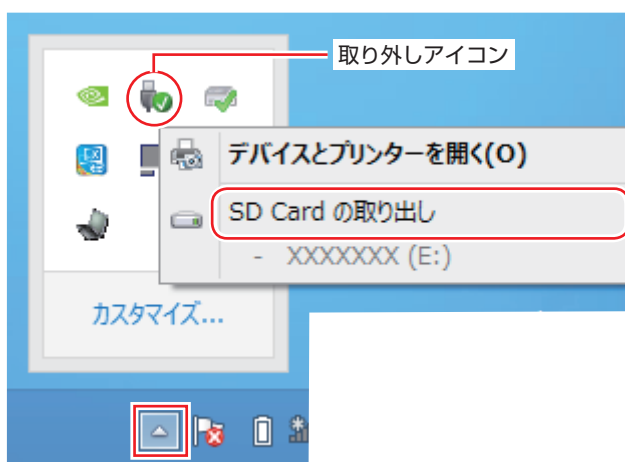 取り外しアイコン
デバイスとプリンターを開く(O)
SD Card の取り出し
- XXXXXXX (E:)
カスタマイズ...